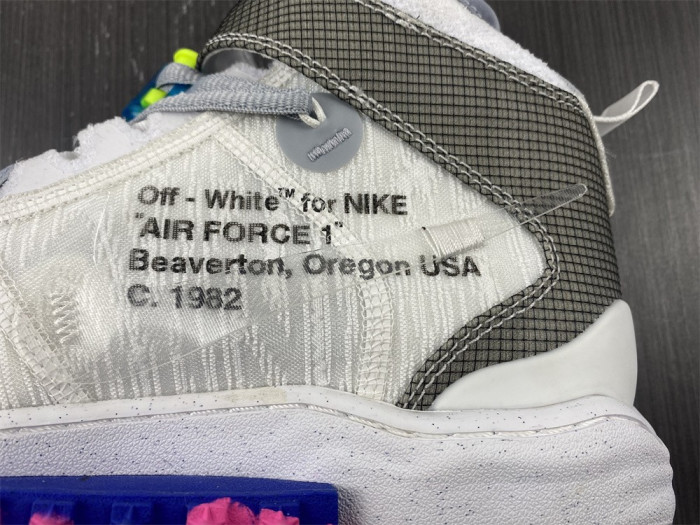 Off - White™ for NIKE
"AIR FORCE 1"
Beaverton, Oregon USA
C. 1982